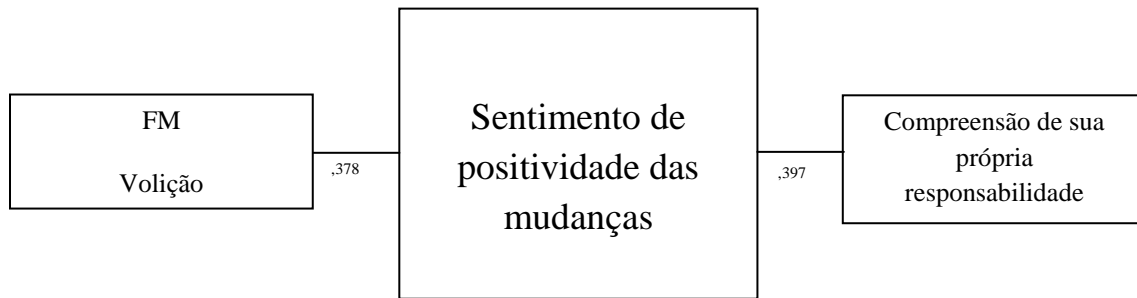 FM
Volição
,378
Sentimento de
positividade das
mudanças
,397
Compreensão de sua
própria
responsabilidade